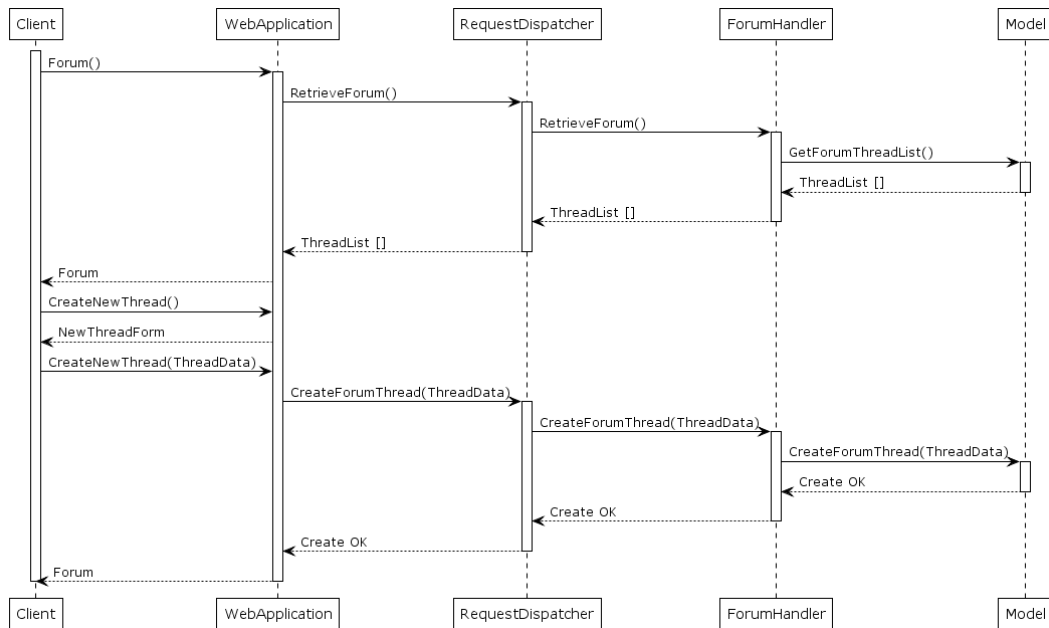 Client WebApplication RequestDispatcher ForumHandler Model
Forum()
RetrieveForum()
RetrieveForum()
GetForumThreadList()
ThreadList []
ThreadList []
ThreadList []
Forum
CreateNewThread()
NewThreadForm
CreateNewThread(ThreadData)
CreateForumThread(ThreadData)
CreateForumThread(ThreadData)
CreateForumThread(ThreadData)
Create OK
Create OK
Create OK
Forum
Client WebApplication RequestDispatcher ForumHandler Model